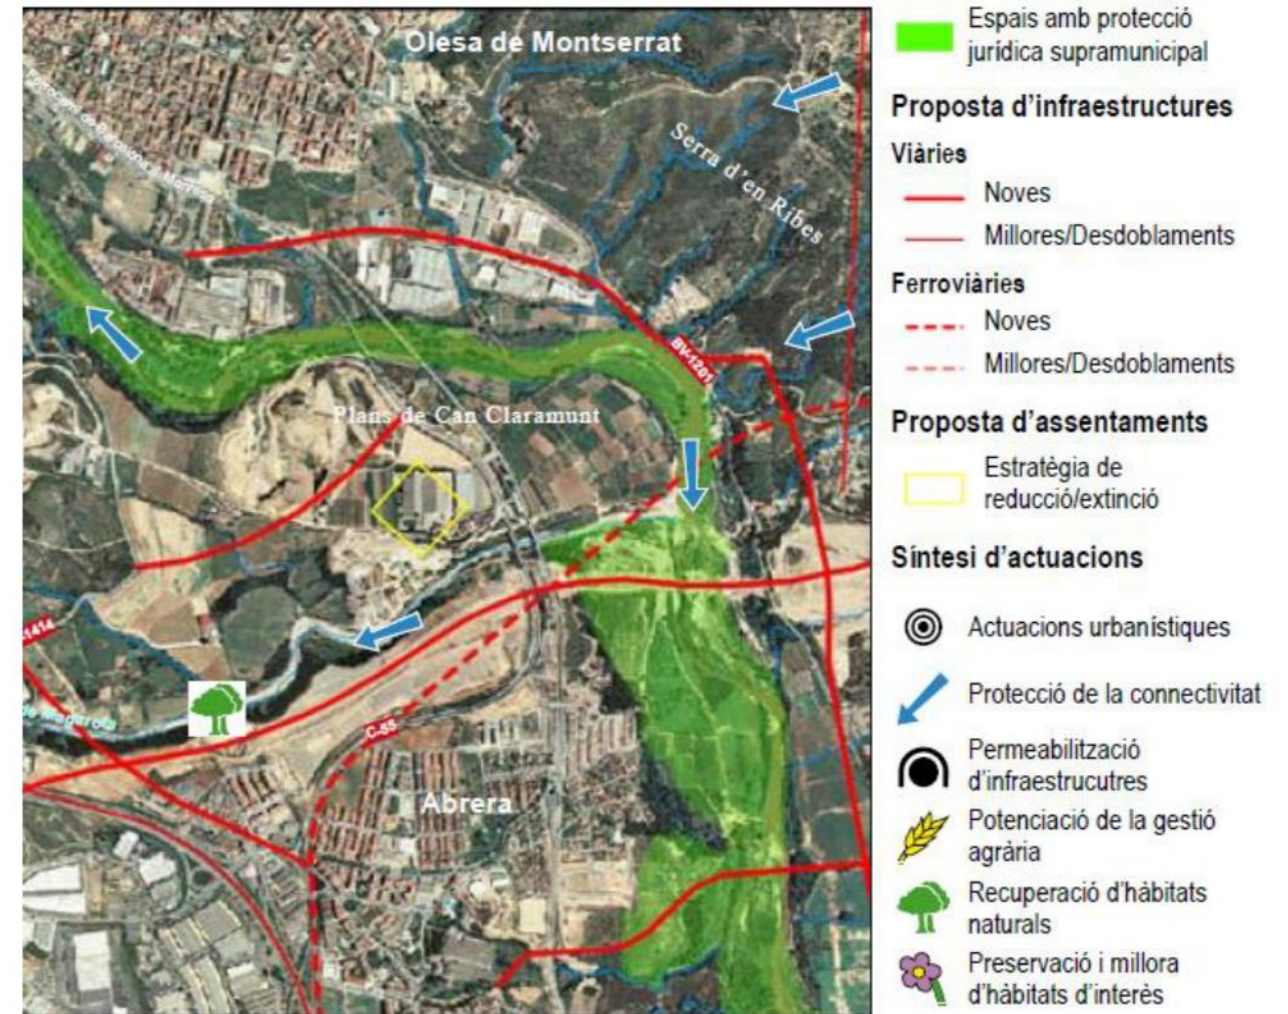 Olesa de Montserrat
Serra d'en Ribes
BV-1201
Plans de Can Claramunt
-1414
de Magarola
C-55
Abrera
Espais amb protecció
jurídica supramunicipal
Proposta d'infraestructures
Viàries
Noves
Millores/Desdoblaments
Ferroviàries
Noves
Millores/Desdoblaments
Proposta d'assentaments
Estratègia de
reducció/extinció
Síntesi d'actuacions
Actuacions urbanístiques
Protecció de la connectivitat
Permeabilització
d'infraestrucutres
Potenciació de la gestió
agrària
Recuperació d'hàbitats
naturals
Preservació i millora
d'hàbitats d'interès